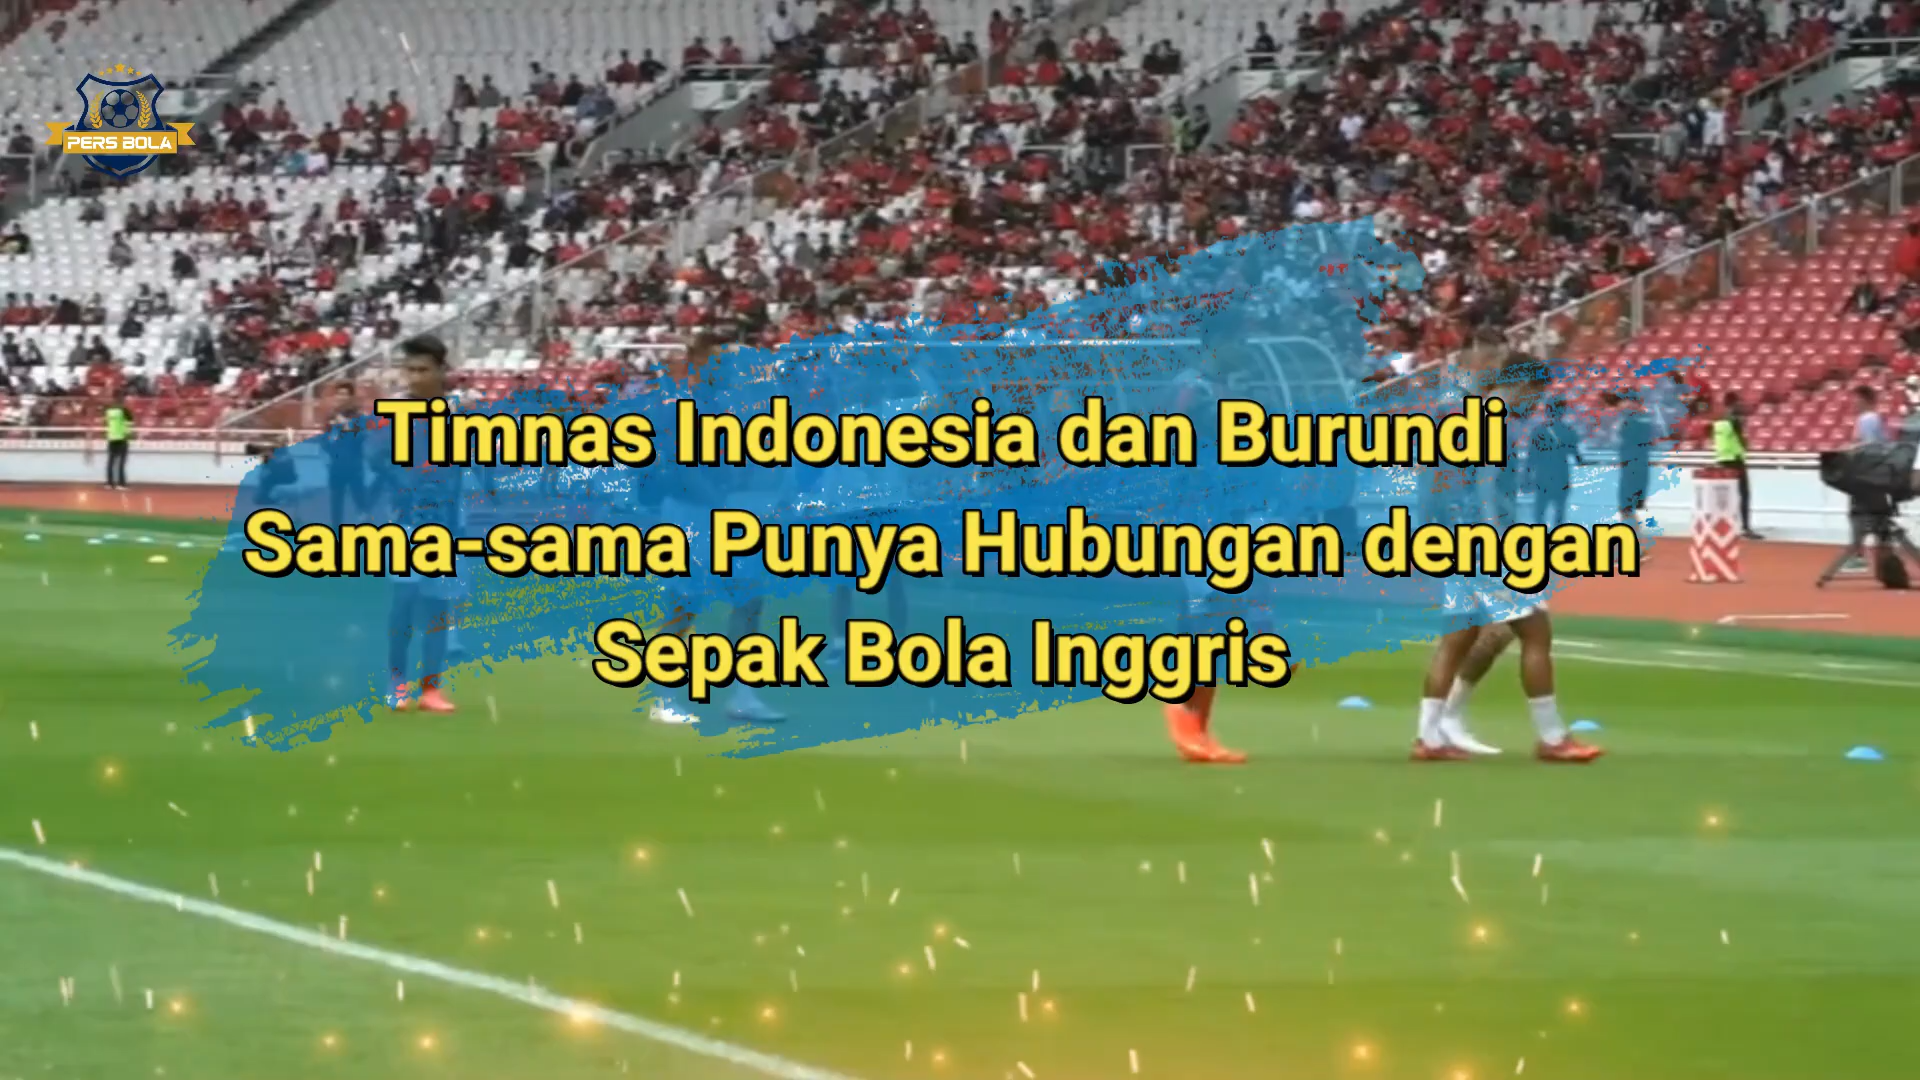 PERS BOLA
Timnas Indonesia dan Burundi
Sama-sama Punya Hubungan dengan
Sepak Bola Inggris